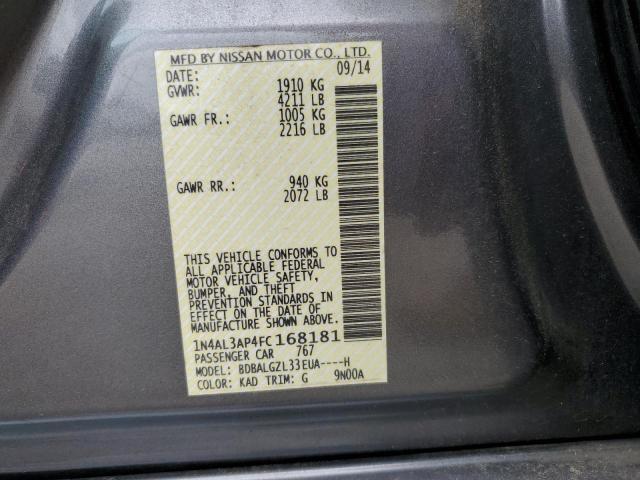 MFD BY NISSAN MOTOR CO., LTD.
DATE: 09/14
GVWR: 1910 KG
4211 LB
GAWR FR.: 1005 KG
2216 LB
GAWR RR.: 940 KG
2072 LB
THIS VEHICLE CONFORMS TO
ALL APPLICABLE FEDERAL
MOTOR VEHICLE SAFETY,
BUMPER, AND THEFT
PREVENTION STANDARDS IN
EFFECT ON THE DATE OF
MANUFACTURE SHOWN ABOVE.
1N4AL3AP4FC168181
PASSENGER CAR 767
MODEL: BDBALGZL33EUA----H
COLOR: KAD TRIM: G 9N00A